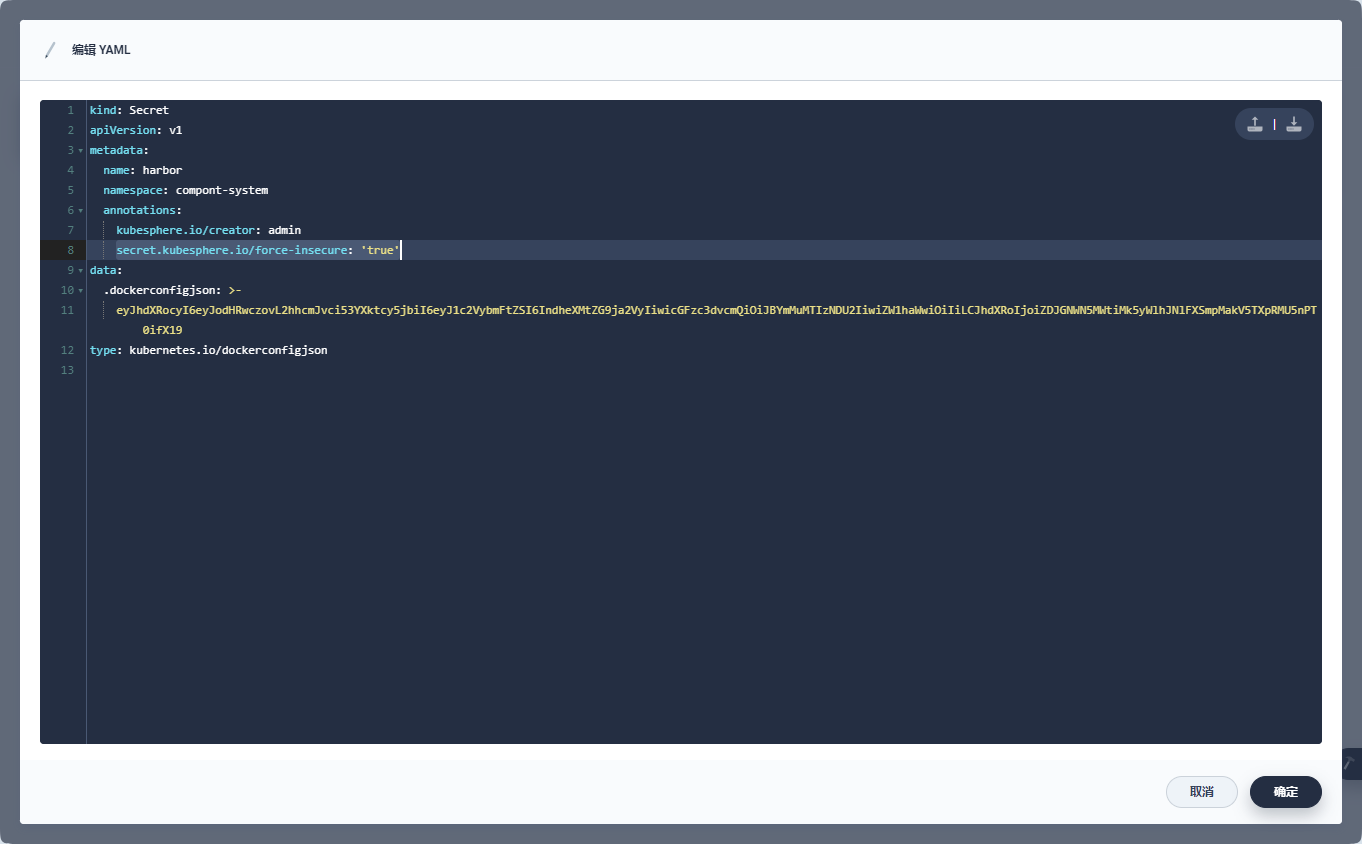 编辑 YAML
1 kind: Secret
2 apiVersion: v1
3 metadata:
4 name: harbor
5 namespace: compont-system
6 annotations:
7 kubesphere.io/creator: admin
8 secret.kubesphere.io/force-insecure: 'true'
9 data:
10 .dockerconfigjson: >-
11 eyJhdXRocyI6eyJodHRwczovL2hhcmJvci53YXktcy5jbiI6eyJ1c2VybmFtZSI6IndheXMtZG9ja2VyIiwicGFzc3dvcmQiOiJBYmMuMTIzNDU2IiwiZW1haWwiOiIiLCJhdXRoIjoiZDJGNWN5MWtiMk5yWlhJNlFXSmpMakV5TXpRMU5nPT
0ifX19
12 type: kubernetes.io/dockerconfigjson
13
取消
确定